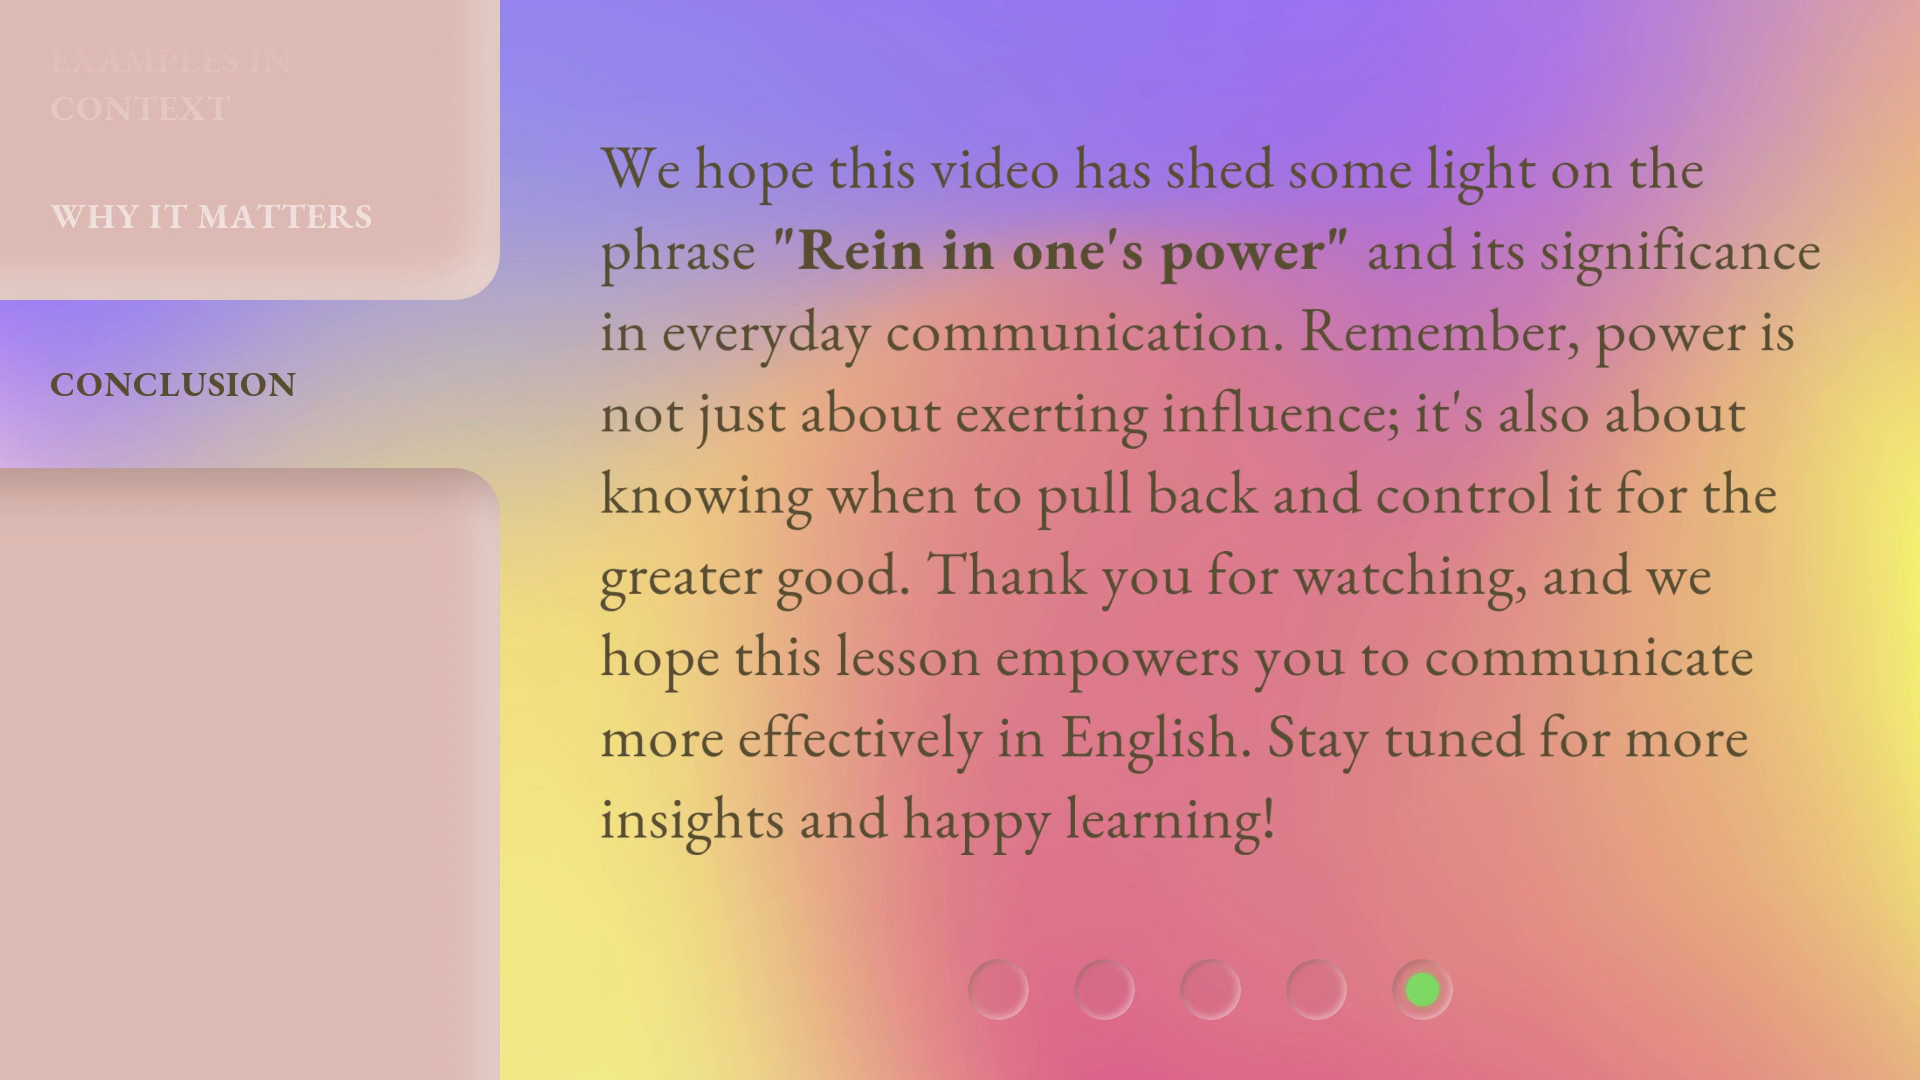 EXAMPLES IN
CONTEXT
WHY IT MATTERS
CONCLUSION
We hope this video has shed some light on the
phrase "Rein in one's power" and its significance
in everyday communication. Remember, power is
not just about exerting influence; it's also about
knowing when to pull back and control it for the
greater good. Thank you for watching, and we
hope this lesson empowers you to communicate
more effectively in English. Stay tuned for more
insights and happy learning!